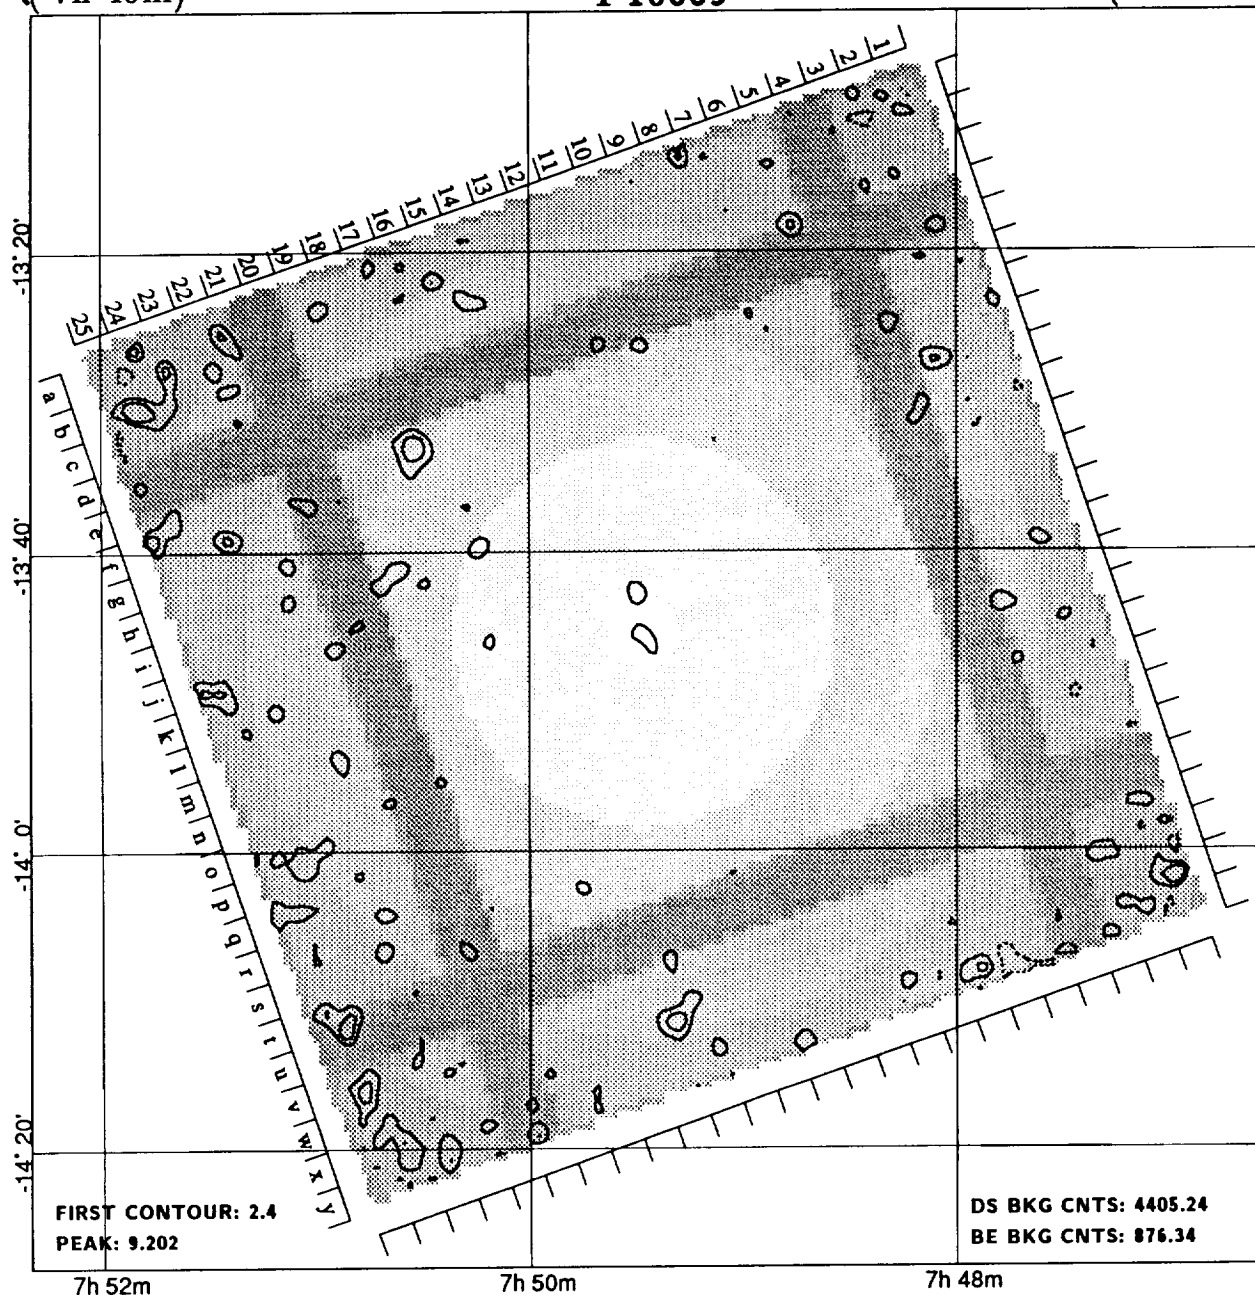 1
2
3
4
5
6
7
8
9
10
11
12
13
14
15
16
17
18
19
20
21
22
23
24
25
a
b
c
d
e
f
g
h
i
j
k
l
m
n
o
p
q
r
s
t
u
v
w
x
y
-13° 20'
-13° 40'
-14° 0'
-14° 20'
FIRST CONTOUR: 2.4
PEAK: 9.202
DS BKG CNTS: 4405.24
BE BKG CNTS: 876.34
7h 52m
7h 50m
7h 48m